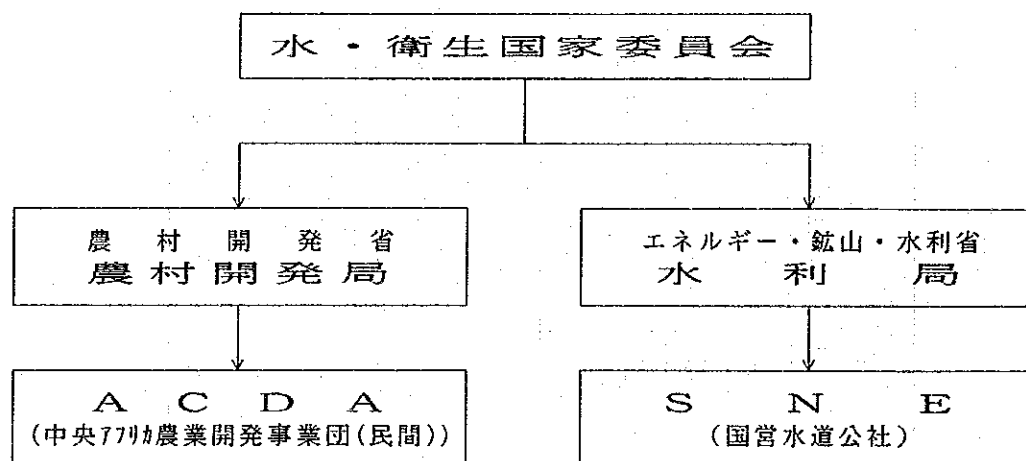 水・衛生国家委員会
農村開発省
農村開発局
エネルギー・鉱山・水利省
水利局
ACDA
(中央ｱﾌﾘｶ農業開発事業団(民間))
SNE
(国営水道公社)